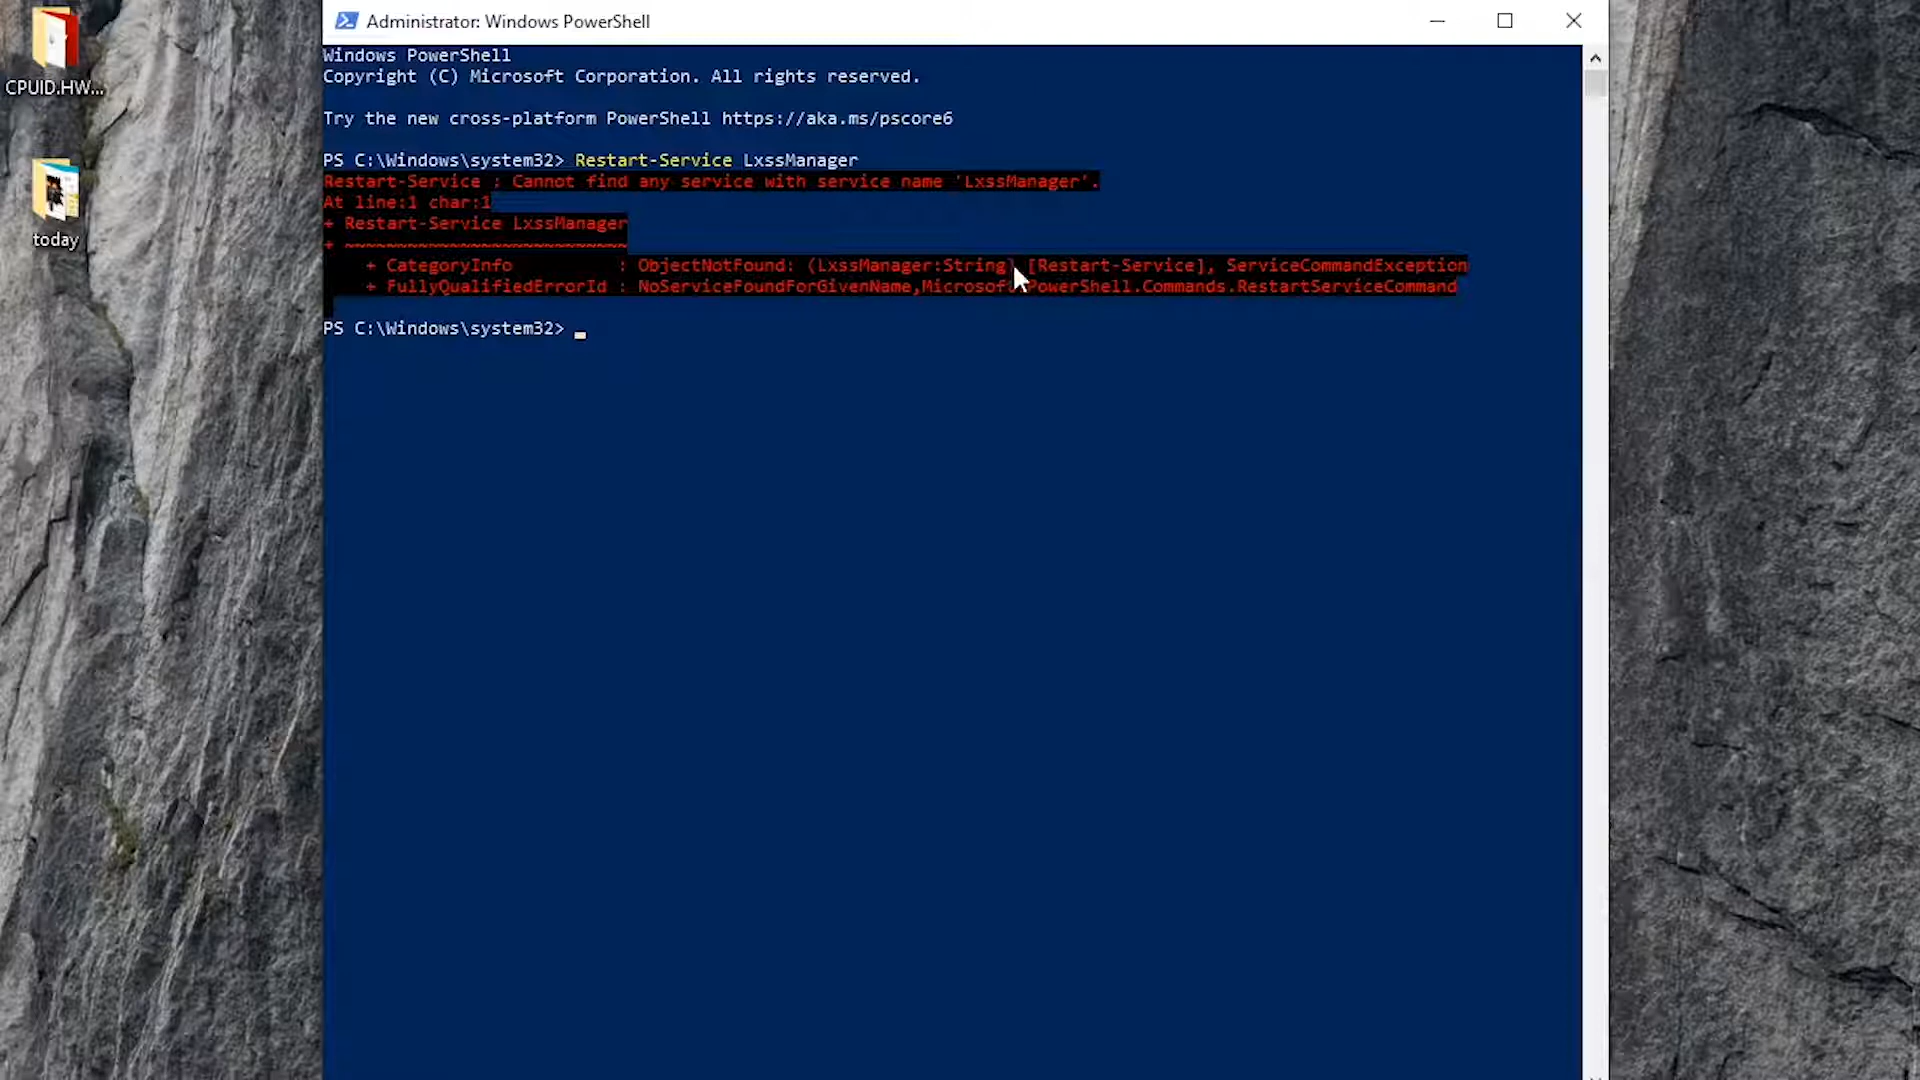 CPUID.HW...
today
Administrator: Windows PowerShell
Windows PowerShell
Copyright (C) Microsoft Corporation. All rights reserved.
Try the new cross-platform PowerShell https://aka.ms/pscore6
PS C:\Windows\system32> Restart-Service LxssManager
Restart-Service : Cannot find any service with service name 'LxssManager'.
At line:1 char:1
+ Restart-Service LxssManager
+ ~~~~~~~~~~~~~~~~~~~~~~~~~~~
+ CategoryInfo : ObjectNotFound: (LxssManager:String) [Restart-Service], ServiceCommandException
+ FullyQualifiedErrorId : NoServiceFoundForGivenName,Microsoft.PowerShell.Commands.RestartServiceCommand
PS C:\Windows\system32>